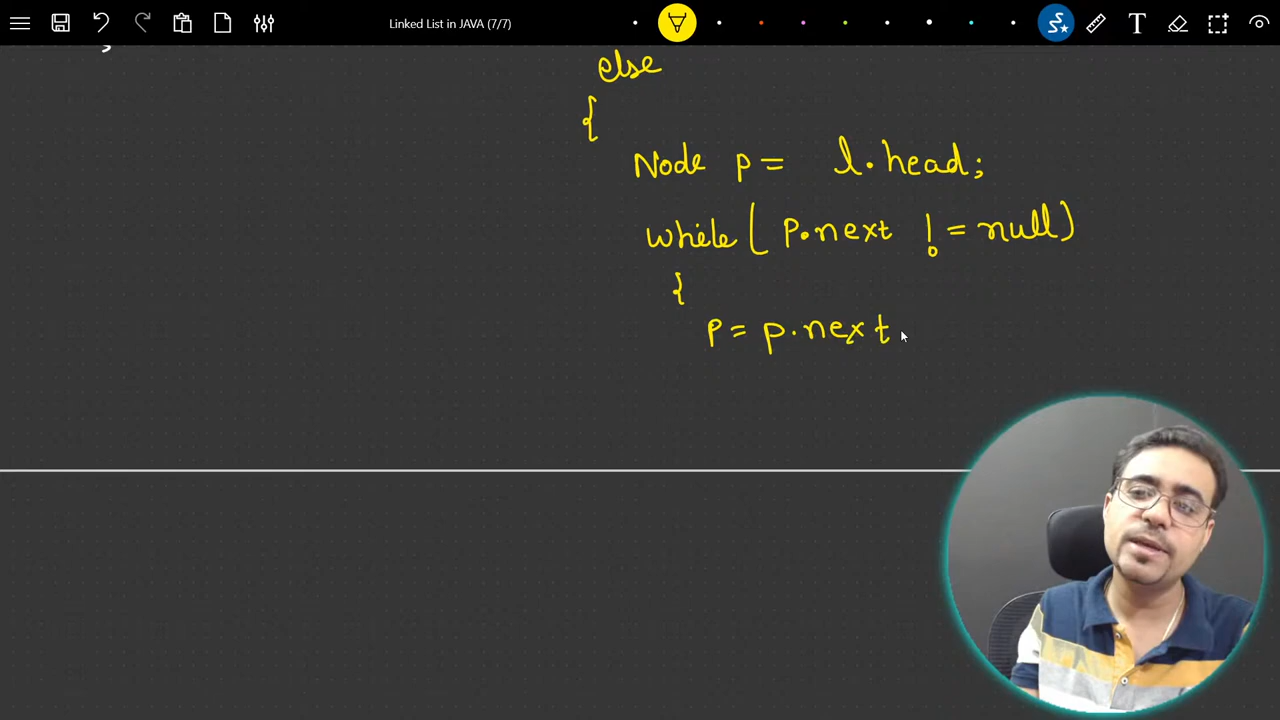 Linked List in JAVA (7/7)
T
}
else
{
Node p = l.head;
while( p.next != null)
{
p = p.next